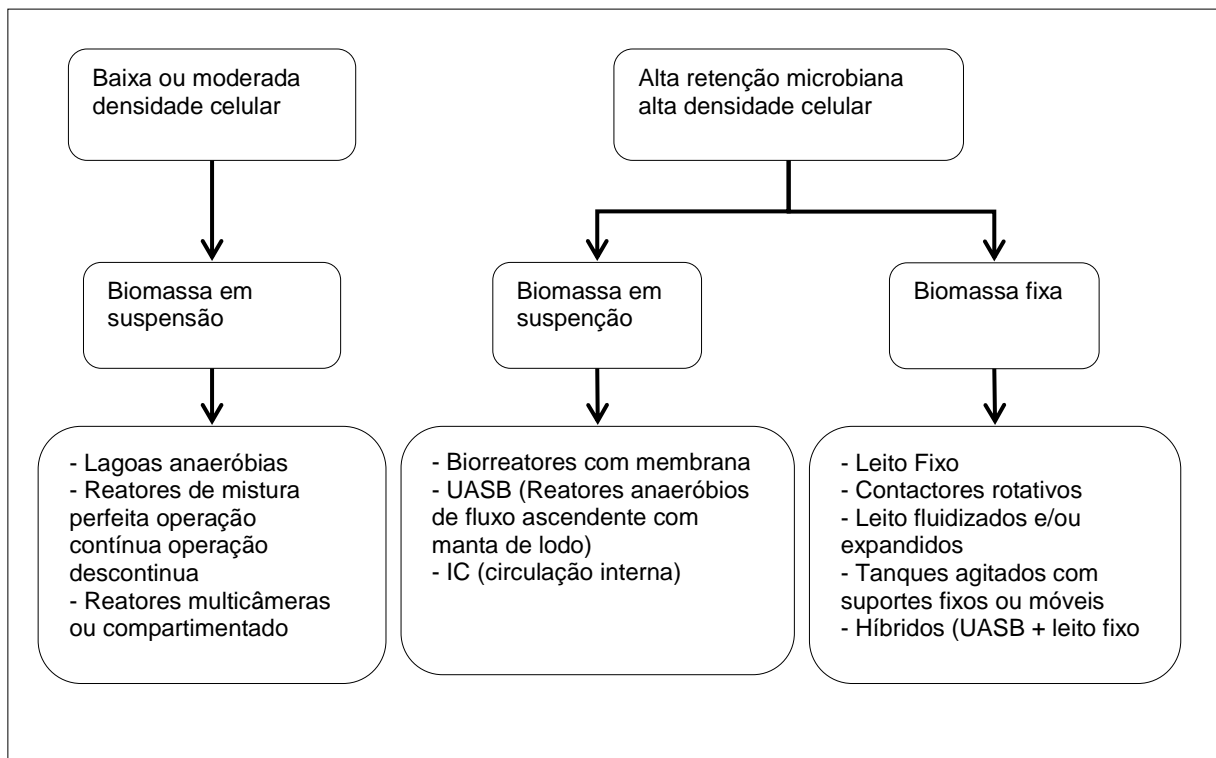 Baixa ou moderada
densidade celular
Alta retenção microbiana
alta densidade celular
Biomassa em
suspensão
Biomassa em
suspenção
Biomassa fixa
- Lagoas anaeróbias
- Reatores de mistura
perfeita operação
contínua operação
descontinua
- Reatores multicâmeras
ou compartimentado
- Biorreatores com membrana
- UASB (Reatores anaeróbios
de fluxo ascendente com
manta de lodo)
- IC (circulação interna)
- Leito Fixo
- Contactores rotativos
- Leito fluidizados e/ou
expandidos
- Tanques agitados com
suportes fixos ou móveis
- Híbridos (UASB + leito fixo